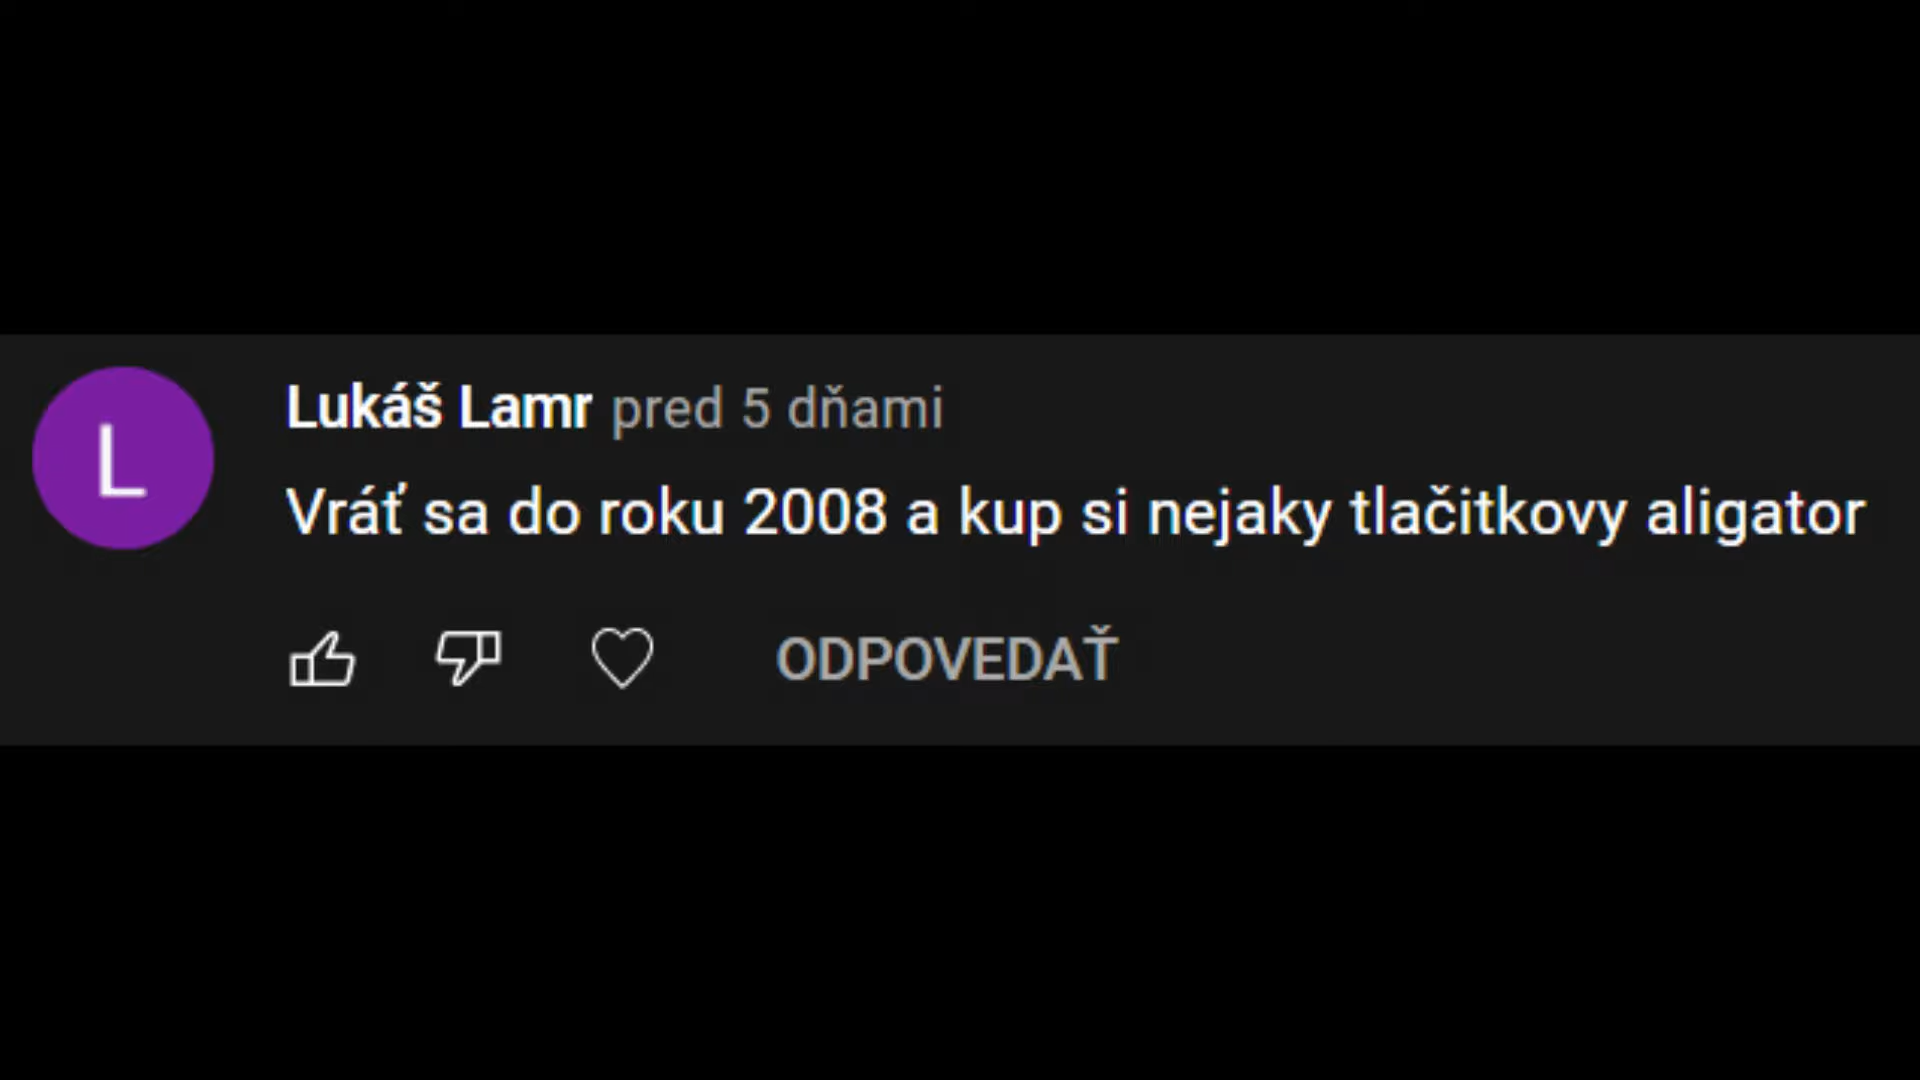 L
Lukáš Lamr pred 5 dňami
Vráť sa do roku 2008 a kup si nejaky tlačitkovy aligator
ODPOVEDAŤ